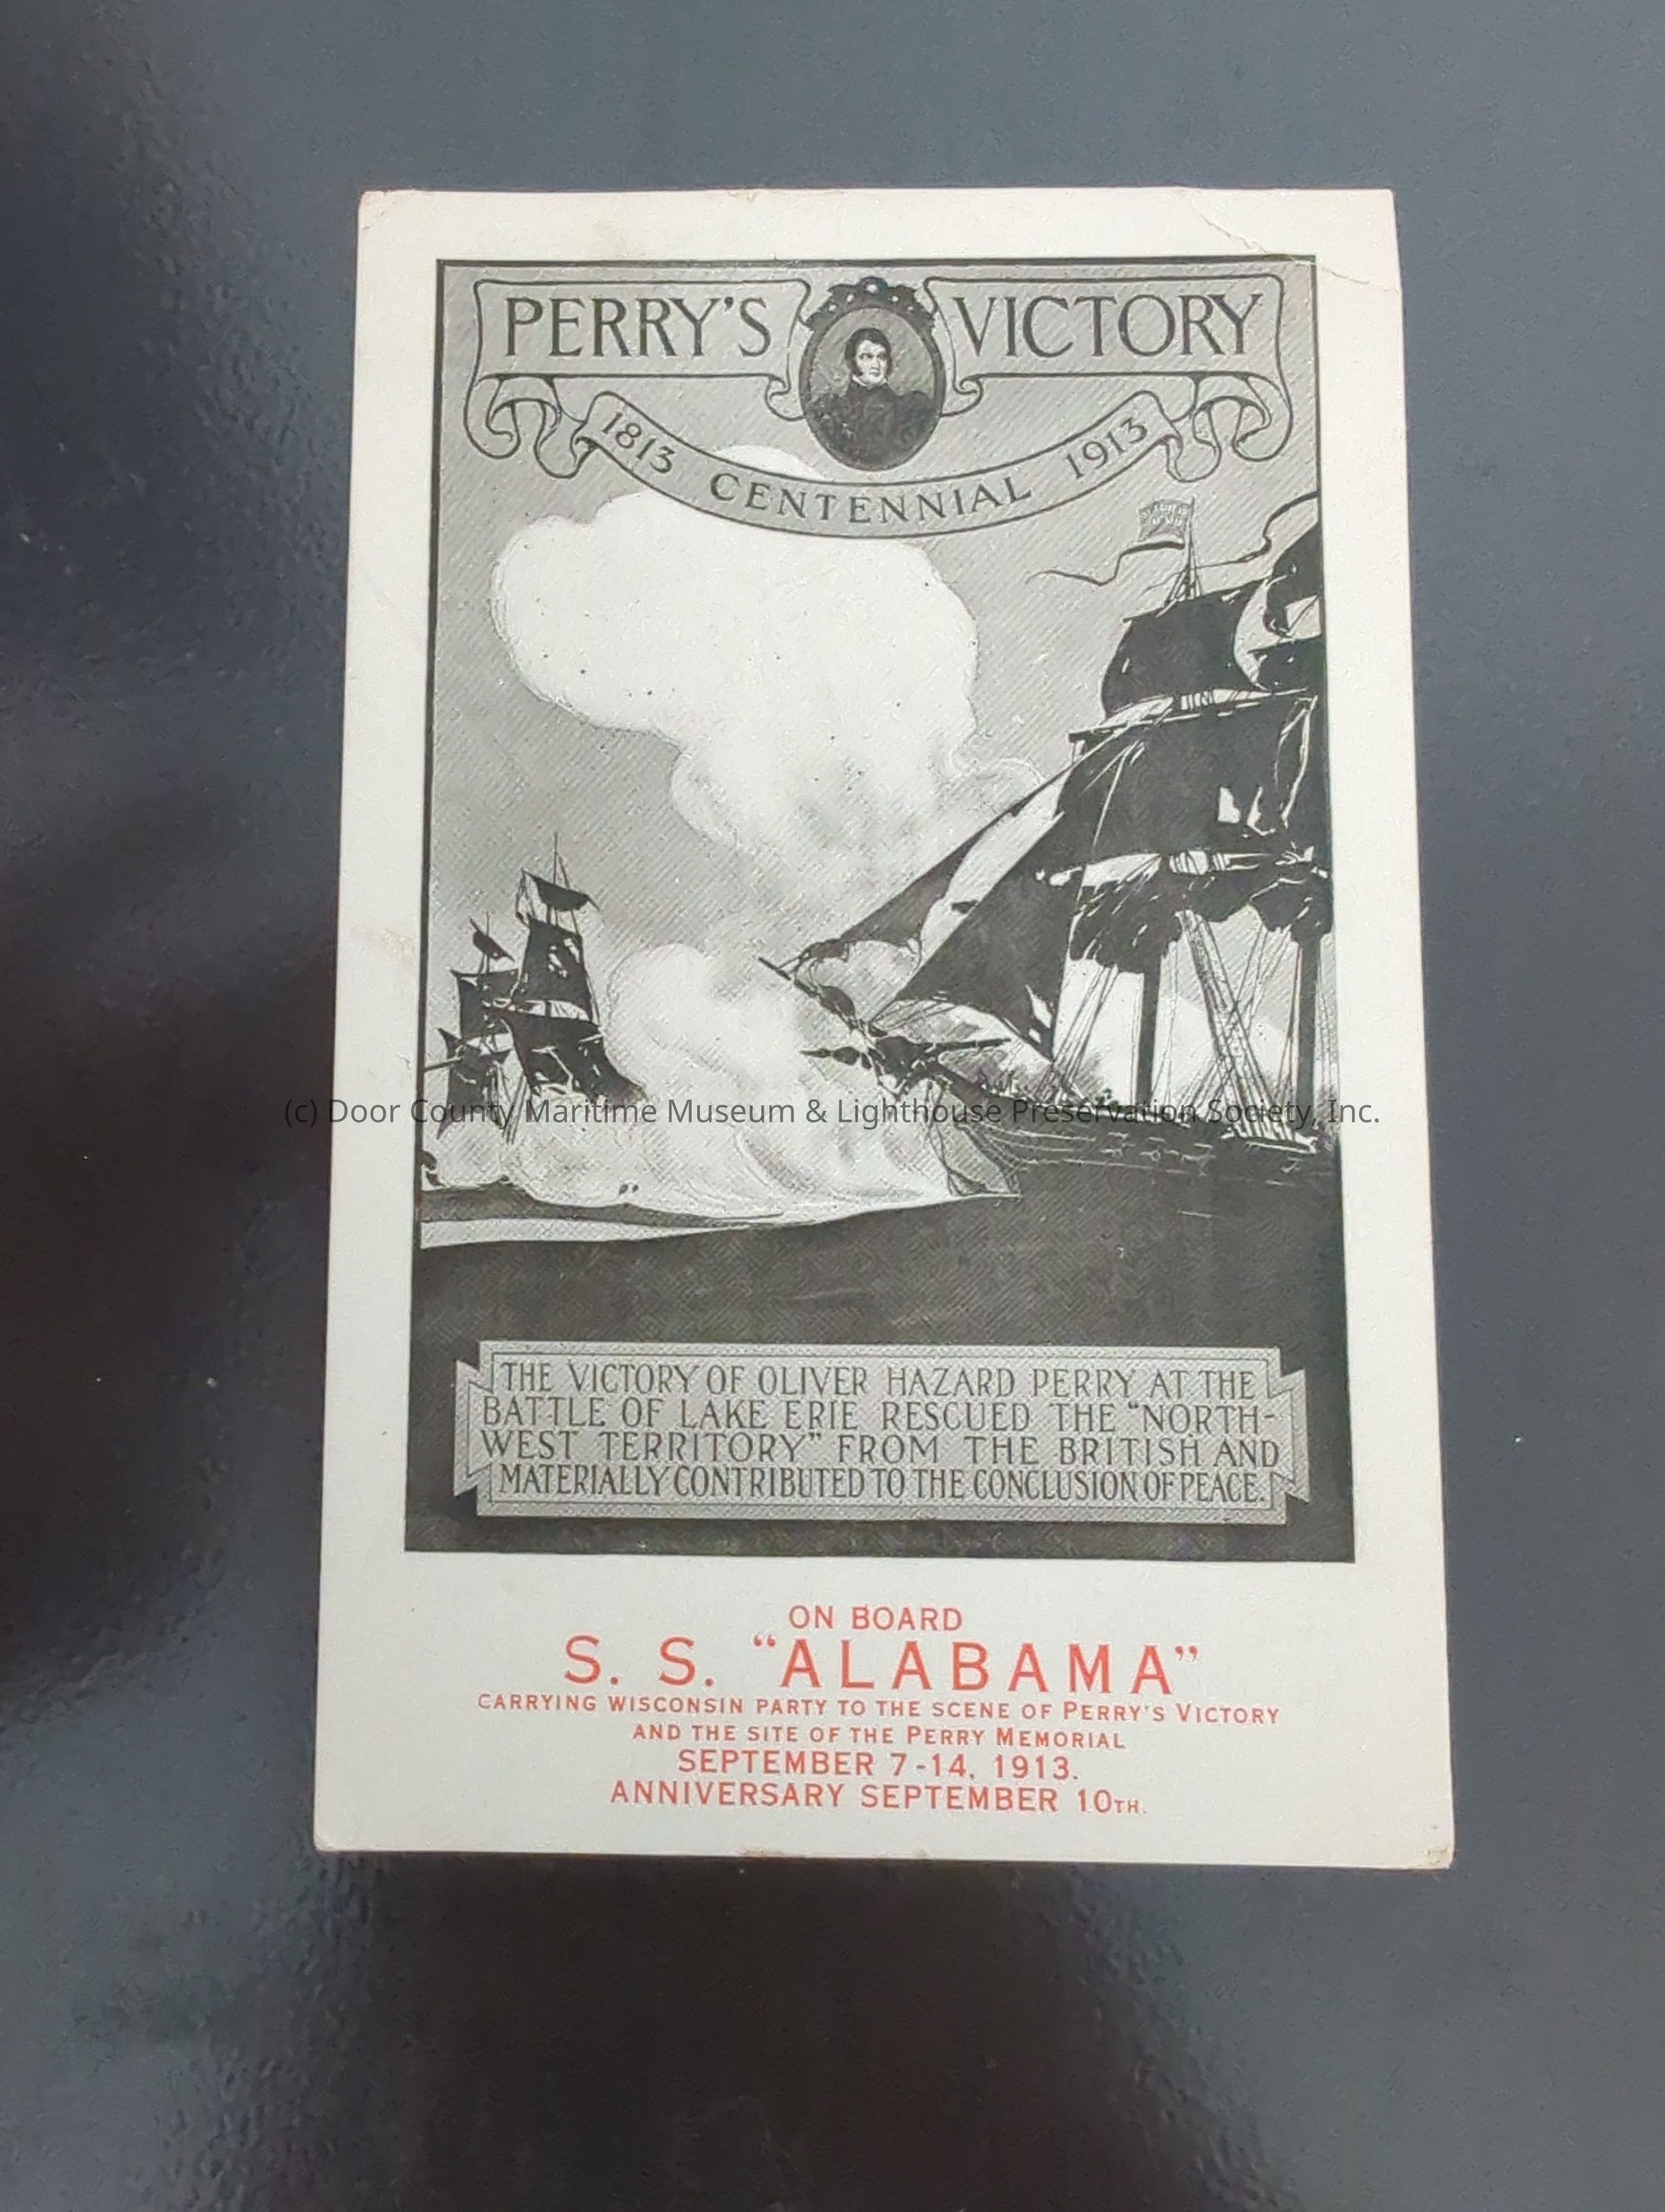 PERRY'S VICTORY
1813 CENTENNIAL 1913
(c) Door County Maritime Museum & Lighthouse Preservation Society, Inc.
THE VICTORY OF OLIVER HAZARD PERRY AT THE
BATTLE OF LAKE ERIE RESCUED THE "NORTH-
WEST TERRITORY" FROM THE BRITISH AND
MATERIALLY CONTRIBUTED TO THE CONCLUSION OF PEACE.
ON BOARD
S. S. "ALABAMA"
CARRYING WISCONSIN PARTY TO THE SCENE OF PERRY'S VICTORY
AND THE SITE OF THE PERRY MEMORIAL
SEPTEMBER 7-14, 1913.
ANNIVERSARY SEPTEMBER 10TH.